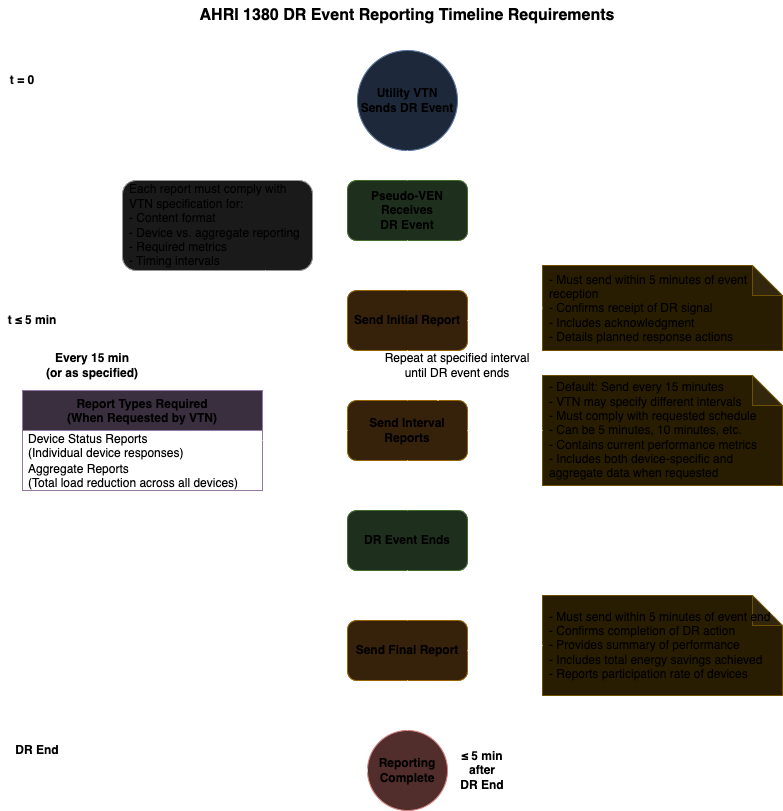 AHRI 1380 DR Event Reporting Timeline Requirements
t = 0
Utility VTN
Sends DR Event
Each report must comply with
VTN specification for:
- Content format
- Device vs. aggregate reporting
- Required metrics
- Timing intervals
Pseudo-VEN
Receives
DR Event
t ≤ 5 min
Send Initial Report
- Must send within 5 minutes of event
reception
- Confirms receipt of DR signal
- Includes acknowledgment
- Details planned response actions
Every 15 min
(or as specified)
Repeat at specified interval
until DR event ends
Report Types Required
(When Requested by VTN)
Device Status Reports
(Individual device responses)
Aggregate Reports
(Total load reduction across all devices)
Send Interval
Reports
- Default: Send every 15 minutes
- VTN may specify different intervals
- Must comply with requested schedule
- Can be 5 minutes, 10 minutes, etc.
- Contains current performance metrics
- Includes both device-specific and
aggregate data when requested
DR Event Ends
Send Final Report
- Must send within 5 minutes of event end
- Confirms completion of DR action
- Provides summary of performance
- Includes total energy savings achieved
- Reports participation rate of devices
DR End
Reporting
Complete
≤ 5 min
after
DR End